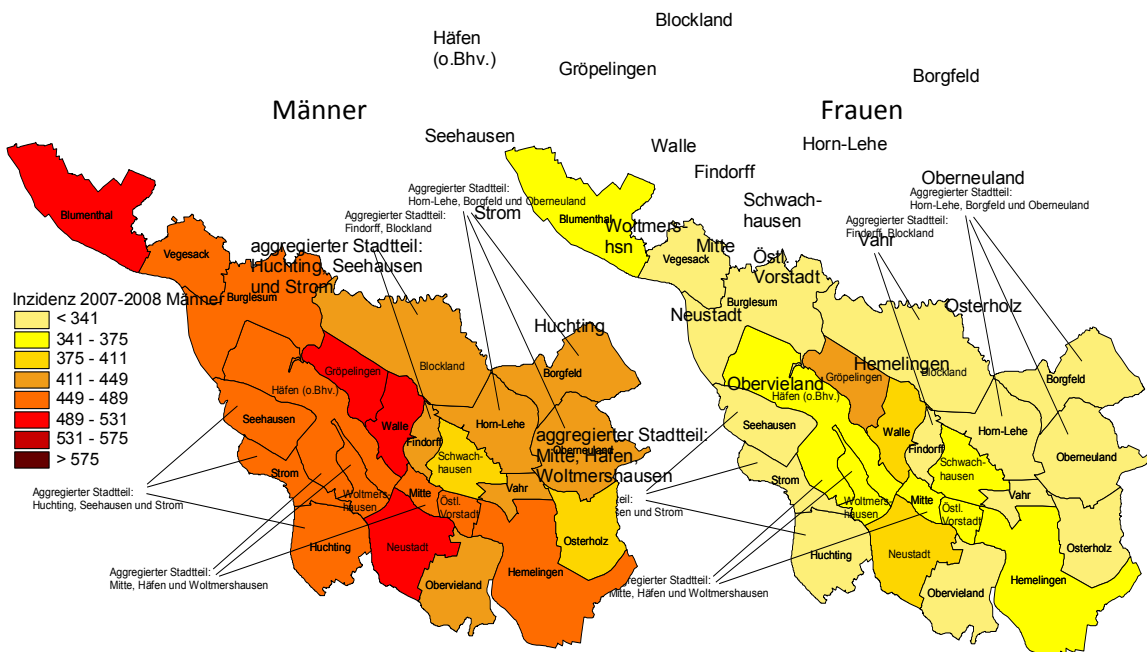 Blockland
Häfen
(o.Bhv.)
Gröpelingen
Borgfeld
Männer
Frauen
Seehausen
Walle
Horn-Lehe
Findorff
Oberneuland
Aggregierter Stadtteil:
Horn-Lehe, Borgfeld und Oberneuland
Aggregierter Stadtteil:
Horn-Lehe, Borgfeld und Oberneuland
Schwach-
hausen
Strom
Aggregierter Stadtteil:
Findorff, Blockland
Aggregierter Stadtteil:
Findorff, Blockland
Woltmers-
hsn
Mitte
Vahr
Östl.
Vorstadt
aggregierter Stadtteil:
Huchting, Seehausen
und Strom
Neustadt
Osterholz
Huchting
Hemelingen
Obervieland
aggregierter Stadtteil:
Mitte, Häfen,
Woltmershausen
Inzidenz 2007-2008 Männer
< 341
341 - 375
375 - 411
411 - 449
449 - 489
489 - 531
531 - 575
> 575
Blumenthal
Vegesack
Burglesum
Gröpelingen
Blockland
Borgfeld
Häfen (o.Bhv.)
Seehausen
Walle
Findorff
Horn-Lehe
Oberneuland
Schwach-
hausen
Strom
Woltmers-
hausen
Mitte
Östl.
Vorstadt
Vahr
Huchting
Neustadt
Osterholz
Obervieland
Hemelingen
Aggregierter Stadtteil:
Huchting, Seehausen und Strom
Aggregierter Stadtteil:
Mitte, Häfen und Woltmershausen
Blumenthal
Vegesack
Burglesum
Gröpelingen
Blockland
Borgfeld
Häfen (o.Bhv.)
Seehausen
Walle
Findorff
Horn-Lehe
Oberneuland
Schwach-
hausen
Strom
Woltmers-
hausen
Mitte
Östl.
Vorstadt
Vahr
Huchting
Neustadt
Osterholz
Obervieland
Hemelingen
und Strom
Stadtteil:
Mitte, Häfen und Woltmershausen